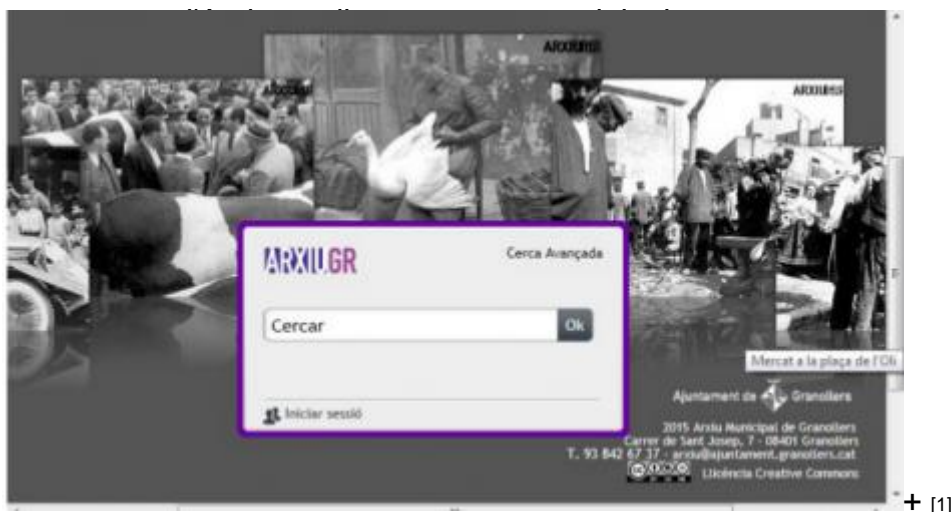 ARXIUGR
ARXIUGR
ARXIUGR
ARXIU.GR
Cerca Avançada
Cercar
Ok
Iniciar sessió
Mercat a la plaça de l'Oli
Ajuntament de Granollers
2015 Arxiu Municipal de Granollers
Carrer de Sant Josep, 7 - 08401 Granollers
T. 93 842 67 37 - arxiu@ajuntament.granollers.cat
Llicència Creative Commons
+ [1]